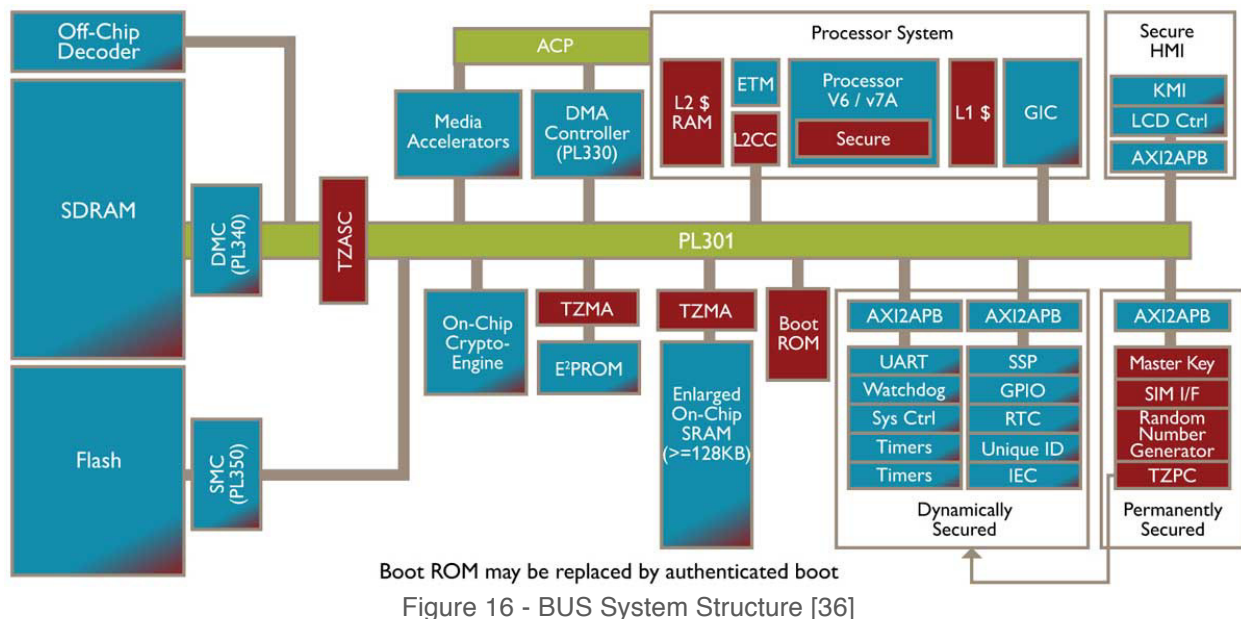 Off-Chip
Decoder
SDRAM
DMC
(PL340)
TZASC
Flash
SMC
(PL350)
ACP
Media
Accelerators
DMA
Controller
(PL330)
Processor System
L2 $
RAM
ETM
L2CC
Processor
V6 / v7A
Secure
L1 $
GIC
Secure
HMI
KMI
LCD Ctrl
AXI2APB
PL301
On-Chip
Crypto-
Engine
TZMA
E²PROM
TZMA
Enlarged
On-Chip
SRAM
(>=128KB)
Boot
ROM
AXI2APB
UART
Watchdog
Sys Ctrl
Timers
Timers
AXI2APB
SSP
GPIO
RTC
Unique ID
IEC
Dynamically
Secured
AXI2APB
Master Key
SIM I/F
Random
Number
Generator
TZPC
Permanently
Secured
Boot ROM may be replaced by authenticated boot
Figure 16 - BUS System Structure [36]